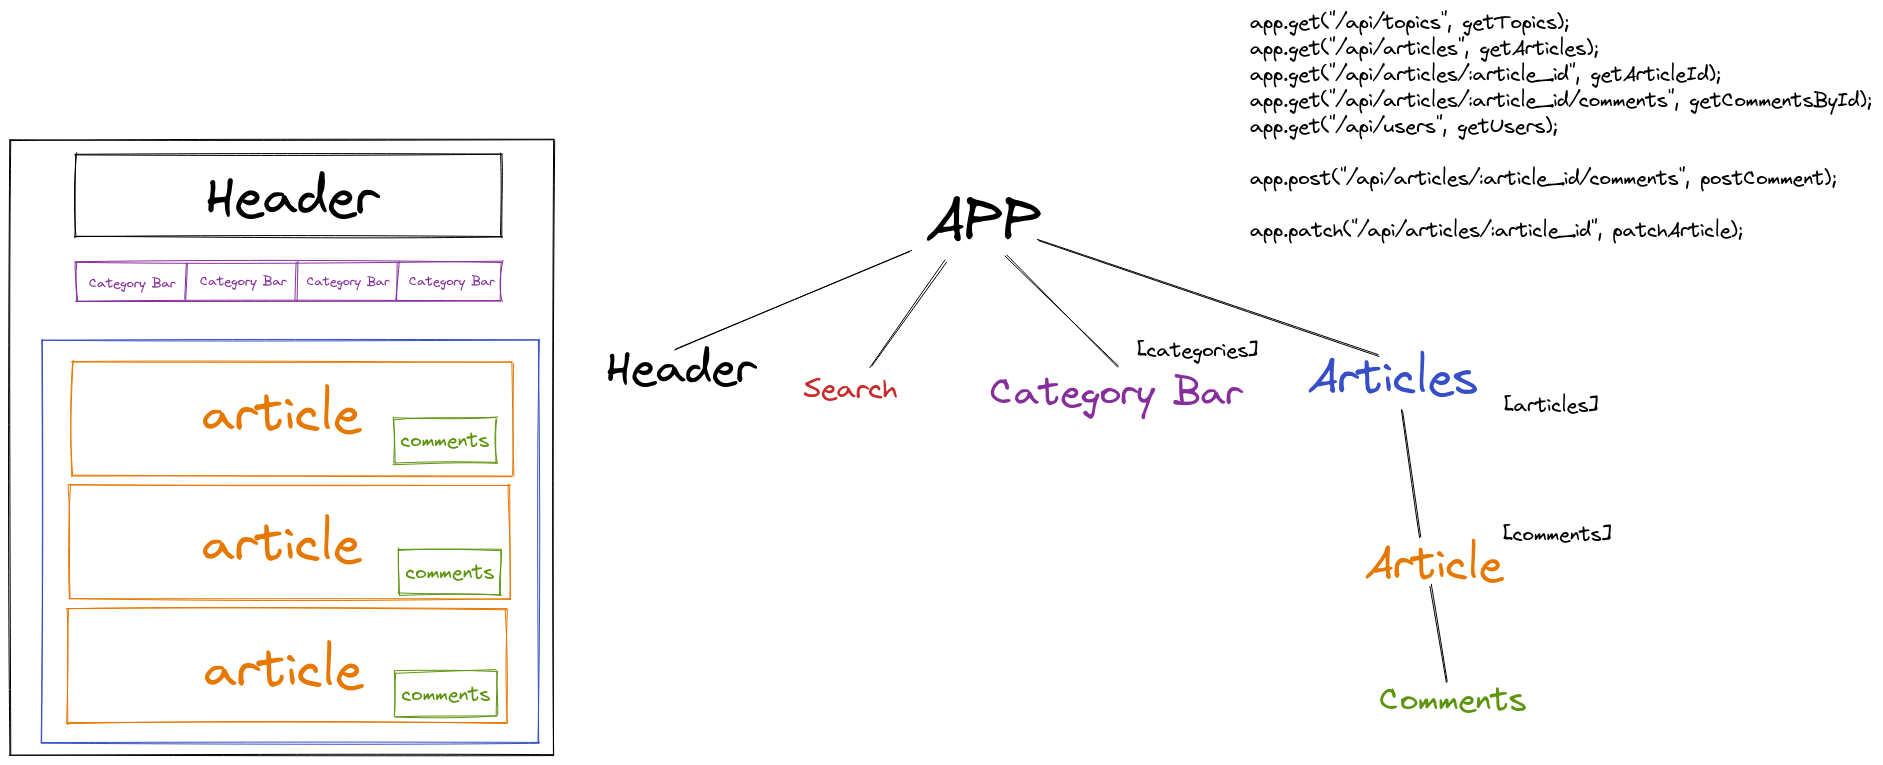 app.get("/api/topics", getTopics);
app.get("/api/articles", getArticles);
app.get("/api/articles/:article_id", getArticleId);
app.get("/api/articles/:article_id/comments", getCommentsById);
app.get("/api/users", getUsers);
app.post("/api/articles/:article_id/comments", postComment);
app.patch("/api/articles/:article_id", patchArticle);
Header
Category Bar Category Bar Category Bar Category Bar
article
comments
article
comments
article
comments
APP
Header
Search
[categories]
Category Bar
Articles
[articles]
[comments]
Article
Comments